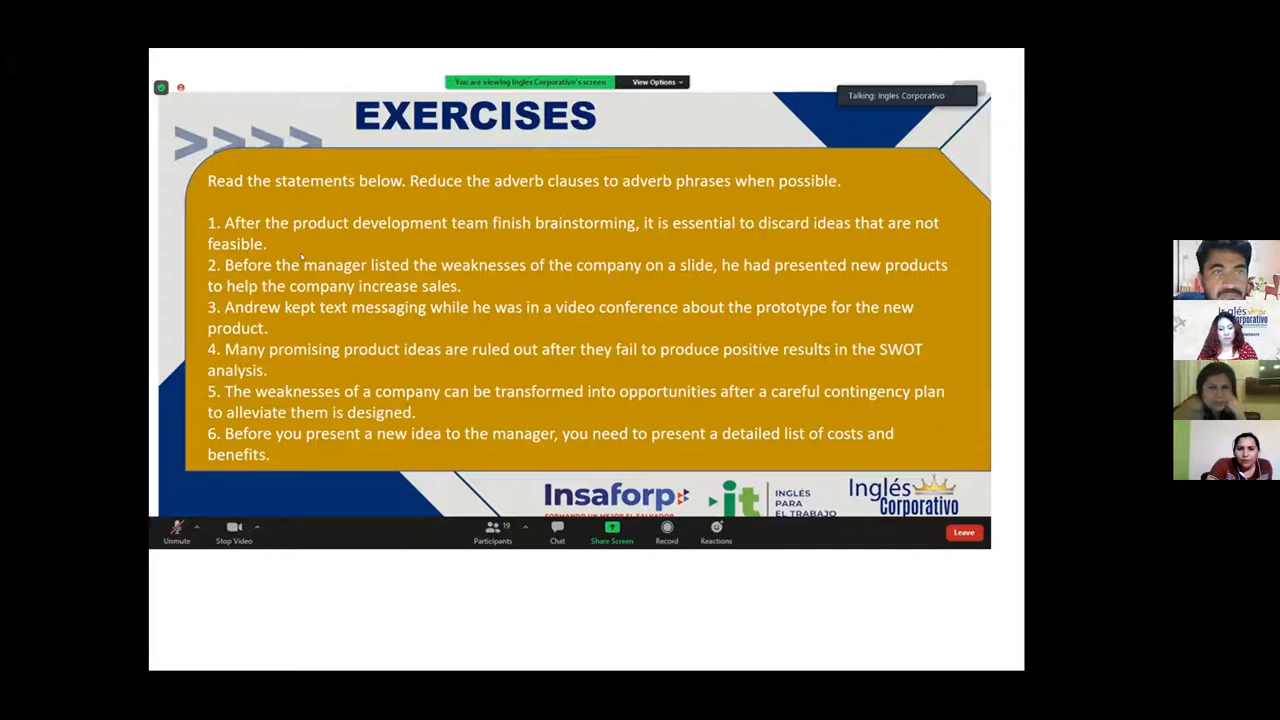 You are viewing Ingles Corporativo's screen
View Options
Talking: Ingles Corporativo
EXERCISES
Read the statements below. Reduce the adverb clauses to adverb phrases when possible.
1. After the product development team finish brainstorming, it is essential to discard ideas that are not
feasible.
2. Before the manager listed the weaknesses of the company on a slide, he had presented new products
to help the company increase sales.
3. Andrew kept text messaging while he was in a video conference about the prototype for the new
product.
4. Many promising product ideas are ruled out after they fail to produce positive results in the SWOT
analysis.
5. The weaknesses of a company can be transformed into opportunities after a careful contingency plan
to alleviate them is designed.
6. Before you present a new idea to the manager, you need to present a detailed list of costs and
benefits.
Insaforp
FORMANDO UN MEJOR EL SALVADOR
it
INGLÉS
PARA
EL TRABAJO
Inglés
Corporativo
Unmute
Stop Video
19
Participants
Chat
Share Screen
Record
Reactions
Leave
Inglés
Corporativo